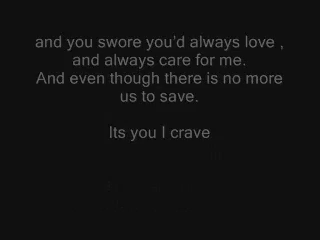 and you swore you'd always love ,
and always care for me.
And even though there is no more
us to save.
Its you I crave